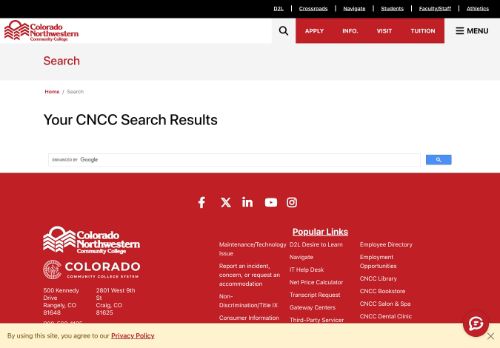 D2L Crossroads Navigate Students Faculty/Staff Athletics
Colorado
Northwestern
Community College
APPLY INFO. VISIT TUITION MENU
Search
Home / Search
Your CNCC Search Results
ENHANCED BY Google
Popular Links
Colorado
Northwestern
Community College
COLORADO
COMMUNITY COLLEGE SYSTEM
500 Kennedy
Drive
Rangely, CO
81648
2801 West 9th
St
Craig, CO
81625
Maintenance/Technology
Issue
Report an incident,
concern, or request an
accommodation
Non-
Discrimination/Title IX
Consumer Information
D2L Desire to Learn
Navigate
IT Help Desk
Net Price Calculator
Transcript Request
Gateway Centers
Third-Party Servicer
Employee Directory
Employment
Opportunities
CNCC Library
CNCC Bookstore
CNCC Salon & Spa
CNCC Dental Clinic
By using this site, you agree to our Privacy Policy